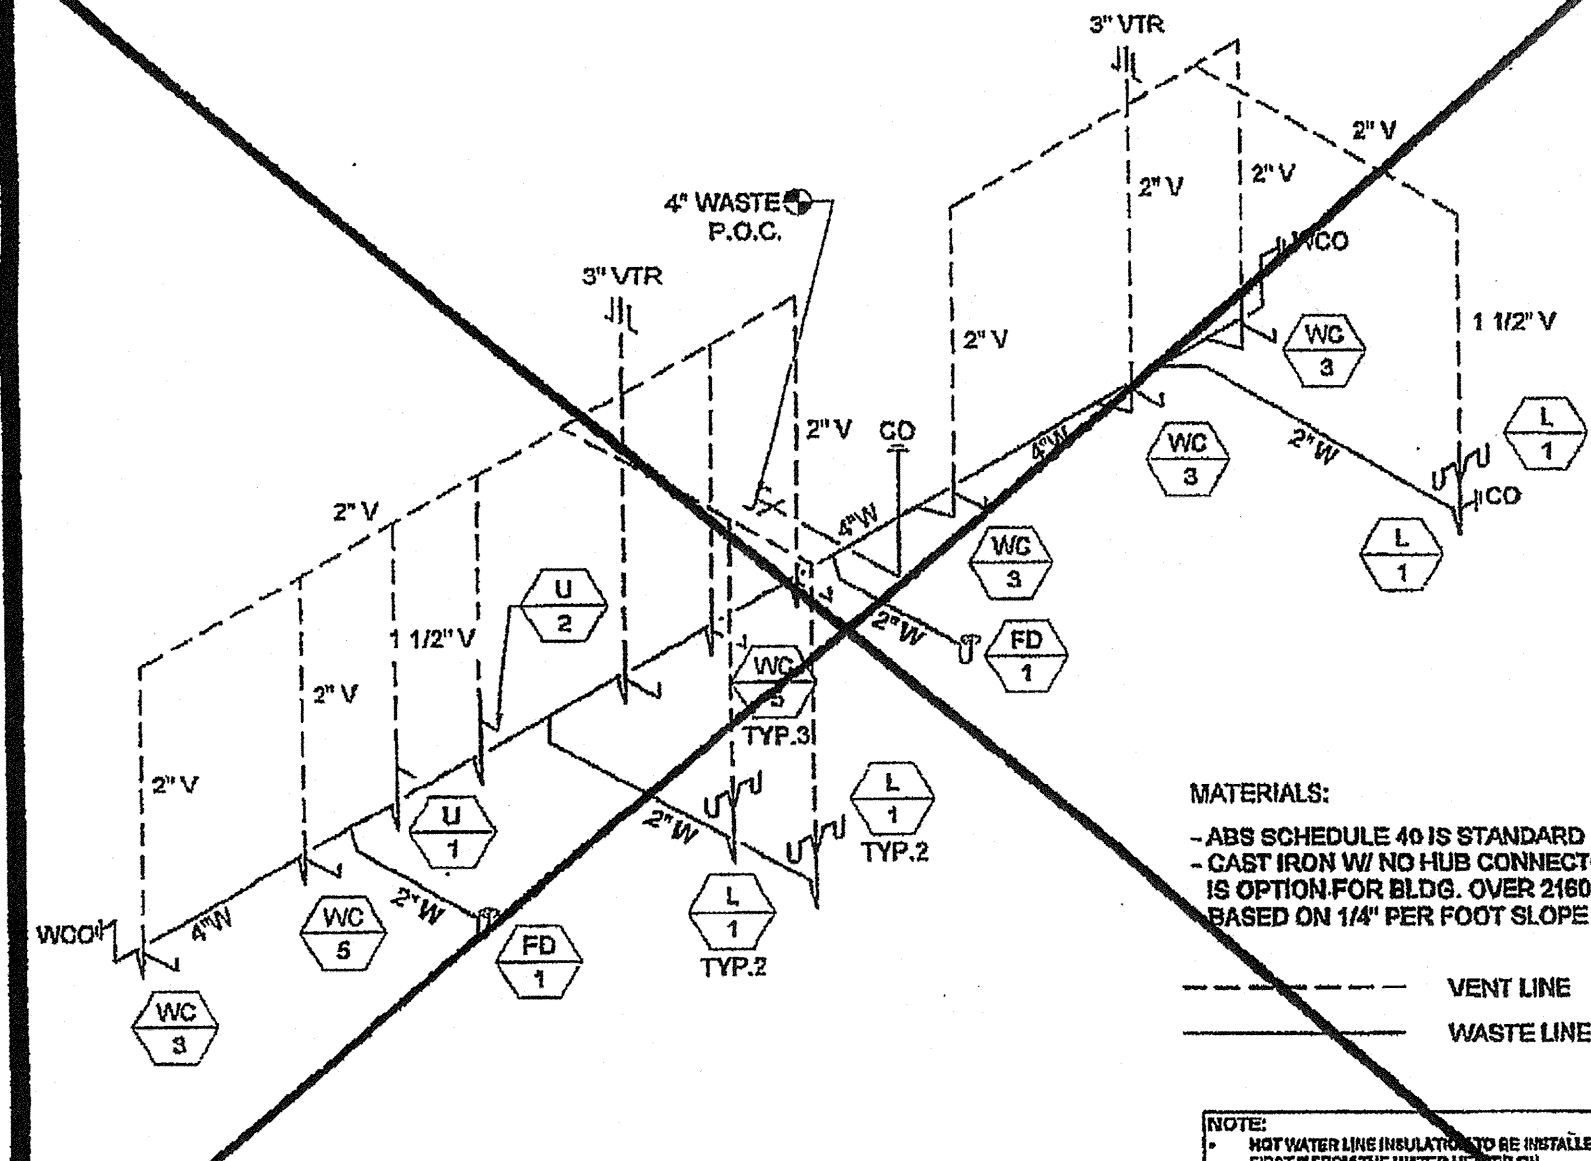 3" VTR
2" V
4" WASTE
P.O.C.
2" V
2" V
WCO
3" VTR
2" V
1 1/2" V
WC
3
2" V
CO
4"W
WC
3
2"W
L
1
CO
L
1
2" V
4"W
WC
3
U
2
2"W
FD
1
1 1/2" V
2" V
WC
5
TYP.3
2" V
U
1
2"W
L
1
TYP.2
L
1
TYP.2
WCO
4"W
WC
5
2"W
FD
1
WC
3
MATERIALS:
- ABS SCHEDULE 40 IS STANDARD
- CAST IRON W/ NO HUB
IS OPTION FOR BLDG. OVER 2160
BASED ON 1/4" PER FOOT SLOPE
VENT LINE
WASTE LINE
NOTE:
• HOT WATER LINE INSULATION TO BE